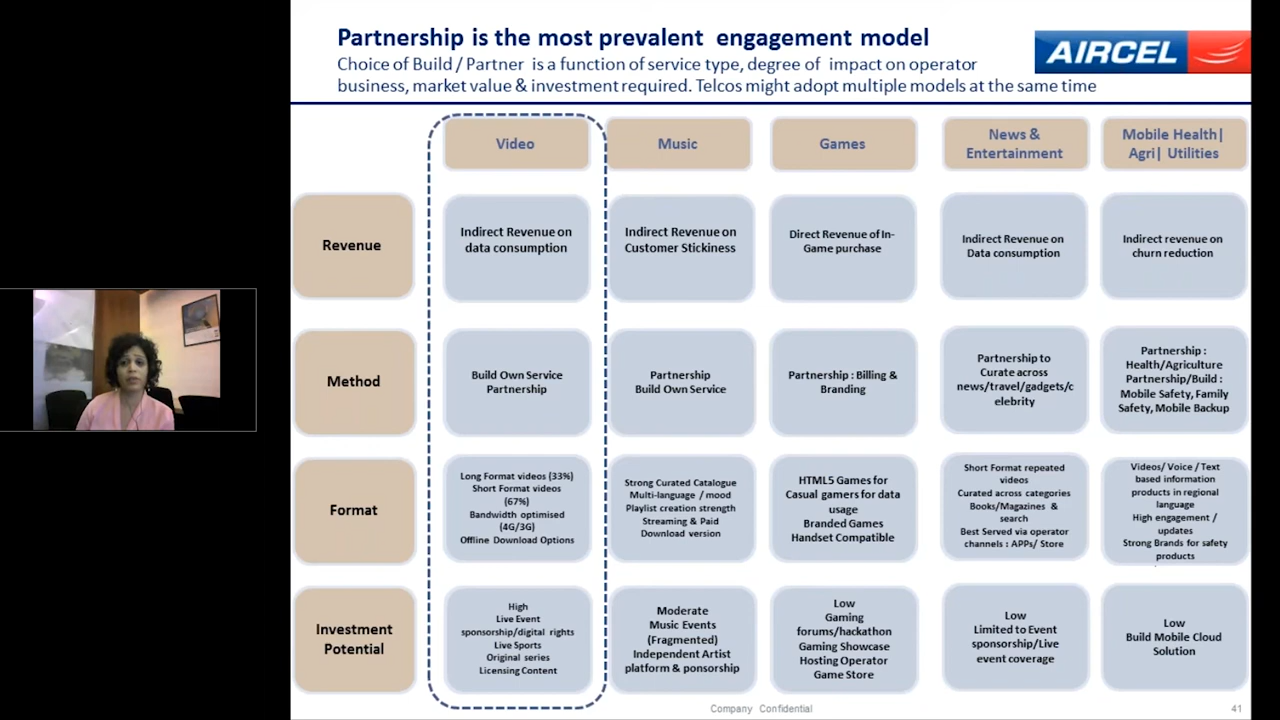 Partnership is the most prevalent engagement model
Choice of Build / Partner is a function of service type, degree of impact on operator
business, market value & investment required. Telcos might adopt multiple models at the same time
AIRCEL
Video
Music
Games
News &
Entertainment
Mobile Health|
Agri| Utilities
Revenue
Indirect Revenue on
data consumption
Indirect Revenue on
Customer Stickiness
Direct Revenue of In-
Game purchase
Indirect Revenue on
Data consumption
Indirect revenue on
churn reduction
Method
Build Own Service
Partnership
Partnership
Build Own Service
Partnership : Billing &
Branding
Partnership to
Curate across
news/travel/gadgets/c
elebrity
Partnership :
Health/Agriculture
Partnership/Build :
Mobile Safety, Family
Safety, Mobile Backup
Format
Long Format videos (33%)
Short Format videos
(67%)
Bandwidth optimised
(4G/3G)
Offline Download Options
Strong Curated Catalogue
Multi-language / mood
Playlist creation strength
Streaming & Paid
Download version
HTML5 Games for
Casual gamers for data
usage
Branded Games
Handset Compatible
Short Format repeated
videos
Curated across categories
Books/Magazines &
search
Best Served via operator
channels : APPs/ Store
Videos/ Voice / Text
based information
products in regional
language
High engagement /
updates
Strong Brands for safety
products
Investment
Potential
High
Live Event
sponsorship/digital rights
Live Sports
Original series
Licensing Content
Moderate
Music Events
(Fragmented)
Independent Artist
platform & ponsorship
Low
Gaming
forums/hackathon
Gaming Showcase
Hosting Operator
Game Store
Low
Limited to Event
sponsorship/Live
event coverage
Low
Build Mobile Cloud
Solution
Company Confidential
41